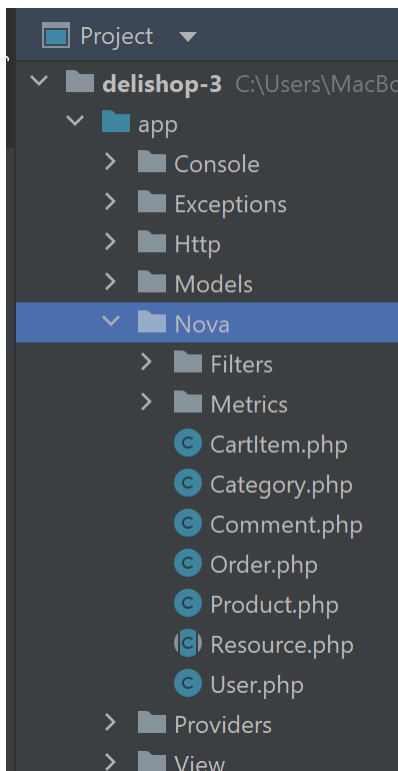 Project
delishop-3 C:\Users\MacBo
app
Console
Exceptions
Http
Models
Nova
Filters
Metrics
CartItem.php
Category.php
Comment.php
Order.php
Product.php
Resource.php
User.php
Providers
View